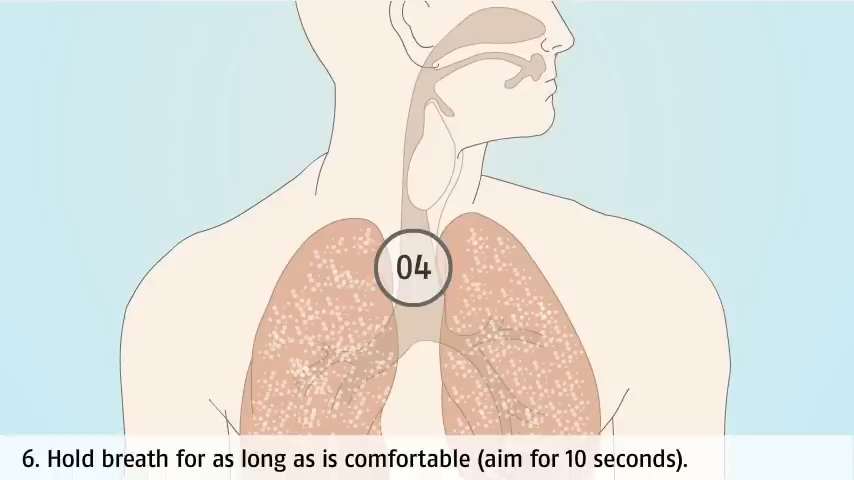 04
6. Hold breath for as long as is comfortable (aim for 10 seconds).